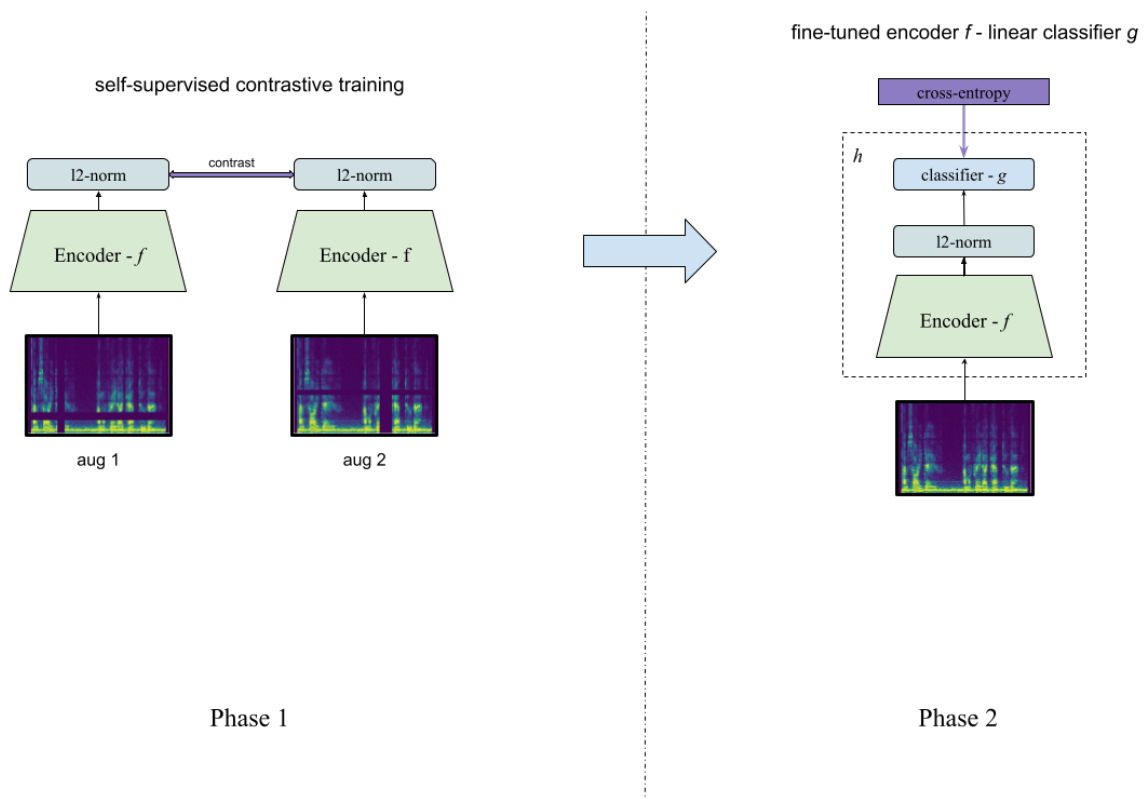 self-supervised contrastive training
l2-norm
contrast
l2-norm
Encoder - f
Encoder - f
aug 1
aug 2
Phase 1
fine-tuned encoder f - linear classifier g
cross-entropy
h
classifier - g
l2-norm
Encoder - f
Phase 2